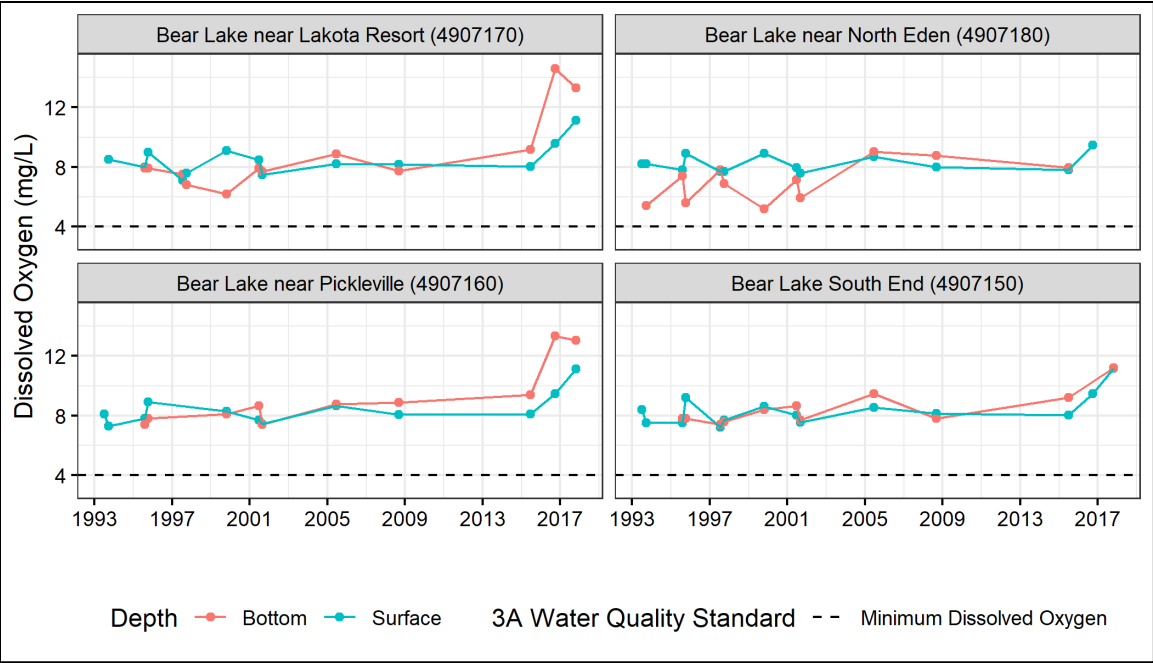 Bear Lake near Lakota Resort (4907170)
Bear Lake near North Eden (4907180)
12
8
4
Dissolved Oxygen (mg/L)
Bear Lake near Pickleville (4907160)
Bear Lake South End (4907150)
12
8
4
1993 1997 2001 2005 2009 2013 2017
1993 1997 2001 2005 2009 2013 2017
Depth Bottom Surface 3A Water Quality Standard Minimum Dissolved Oxygen